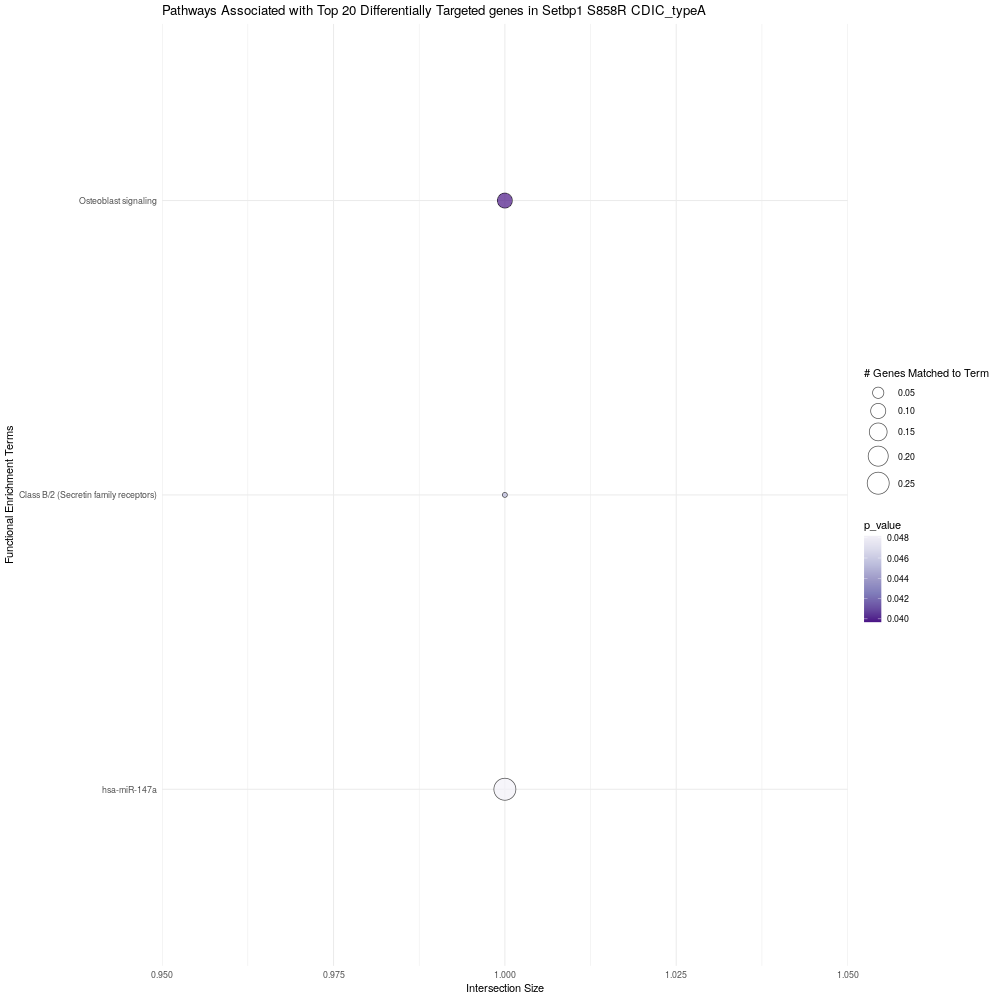 Pathways Associated with Top 20 Differentially Targeted genes in Setbp1 S858R CDIC_typeA
Functional Enrichment Terms
Osteoblast signaling
Class B/2 (Secretin family receptors)
hsa-miR-147a
0.950
0.975
1.000
1.025
1.050
Intersection Size
# Genes Matched to Term
0.05
0.10
0.15
0.20
0.25
p_value
0.048
0.046
0.044
0.042
0.040